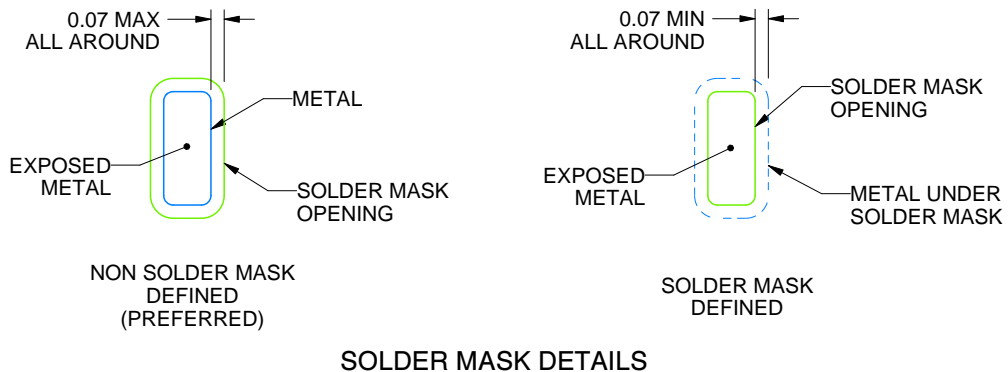 0.07 MAX
ALL AROUND
METAL
EXPOSED
METAL
SOLDER MASK
OPENING
NON SOLDER MASK
DEFINED
(PREFERRED)
0.07 MIN
ALL AROUND
SOLDER MASK
OPENING
EXPOSED
METAL
METAL UNDER
SOLDER MASK
SOLDER MASK
DEFINED
SOLDER MASK DETAILS